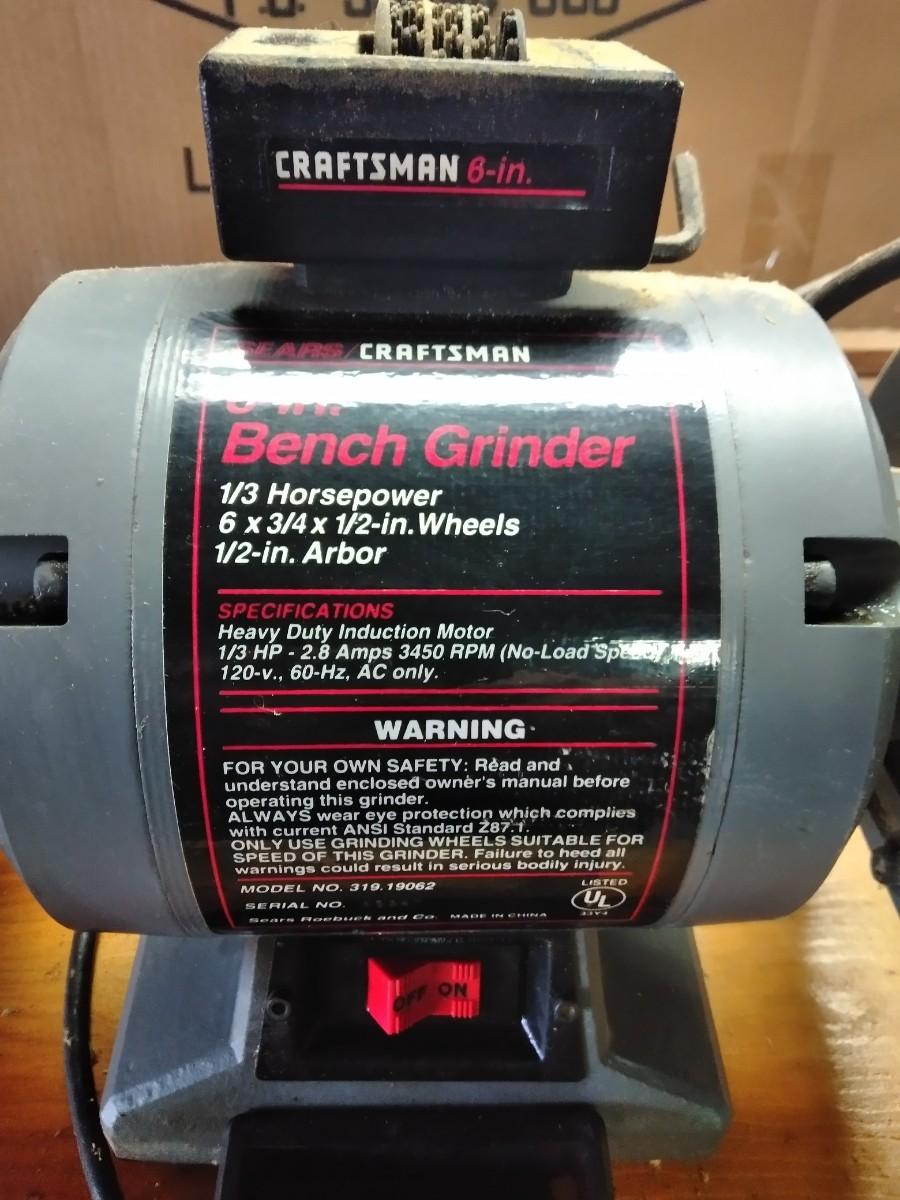 CRAFTSMAN 6-in.
SEARS/CRAFTSMAN
6-in.
Bench Grinder
1/3 Horsepower
6 x 3/4 x 1/2-in. Wheels
1/2-in. Arbor
SPECIFICATIONS
Heavy Duty Induction Motor
1/3 HP - 2.8 Amps 3450 RPM (No-Load Speed)
120-v., 60-Hz, AC only.
WARNING
FOR YOUR OWN SAFETY: Read and
understand enclosed owner's manual before
operating this grinder.
ALWAYS wear eye protection which complies
with current ANSI Standard Z87.1.
ONLY USE GRINDING WHEELS SUITABLE FOR
SPEED OF THIS GRINDER. Failure to heed all
warnings could result in serious bodily injury.
MODEL NO. 319.19062
SERIAL NO.
Sears Roebuck and Co. MADE IN CHINA
LISTED
UL
33Y4
OFF ON